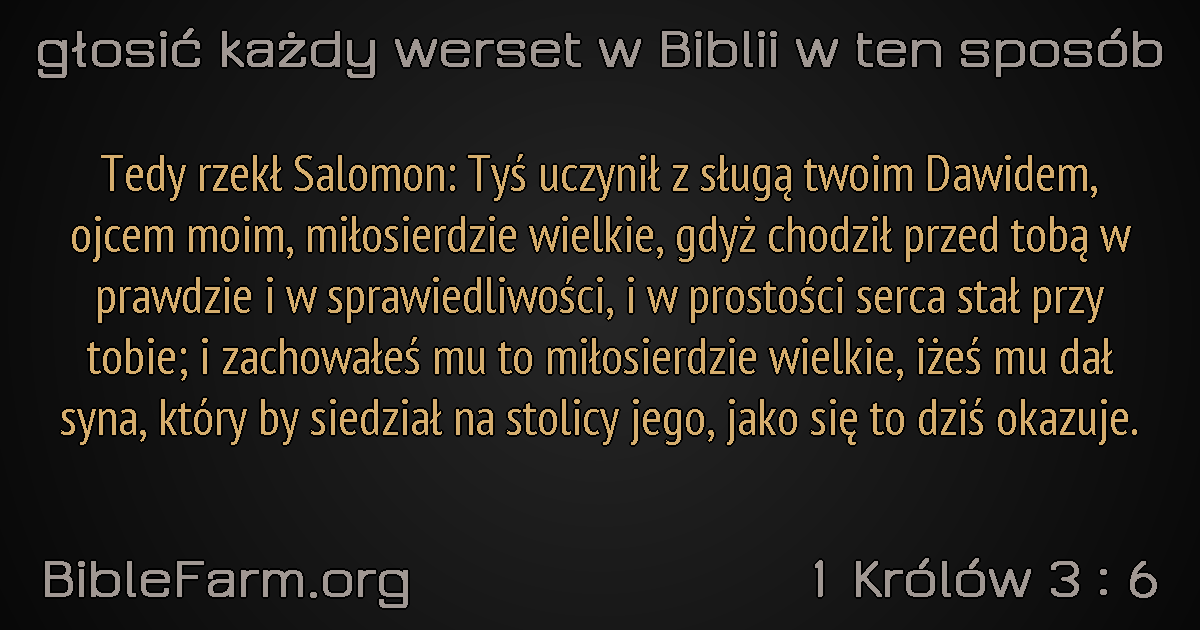 głosić każdy werset w Biblii w ten sposób
Tedy rzekł Salomon: Tyś uczynił z sługą twoim Dawidem,
ojcem moim, miłosierdzie wielkie, gdyż chodził przed tobą w
prawdzie i w sprawiedliwości, i w prostości serca stał przy
tobie; i zachowałeś mu to miłosierdzie wielkie, iżeś mu dał
syna, który by siedział na stolicy jego, jako się to dziś okazuje.
BibleFarm.org
1 Królów 3 : 6